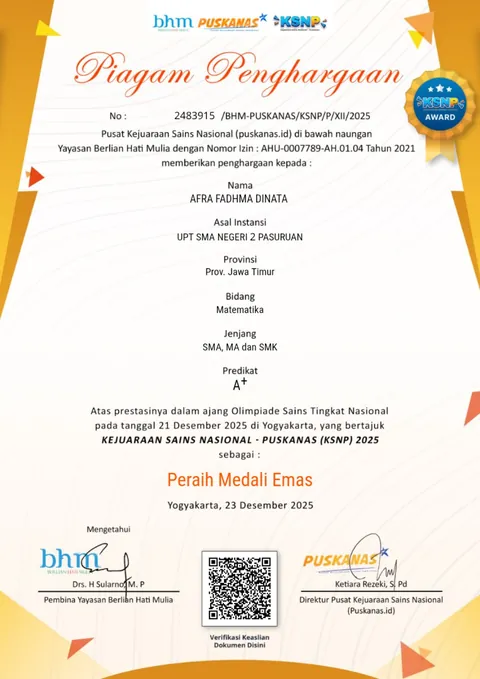 bhm PUSKANAS KSNP
Piagam Penghargaan
No : 2483915 /BHM-PUSKANAS/KSNP/P/XII/2025
KSNP
AWARD
Pusat Kejuaraan Sains Nasional (puskanas.id) di bawah naungan
Yayasan Berlian Hati Mulia dengan Nomor Izin : AHU-0007789-AH.01.04 Tahun 2021
memberikan penghargaan kepada :
Nama
AFRA FADHMA DINATA
Asal Instansi
UPT SMA NEGERI 2 PASURUAN
Provinsi
Prov. Jawa Timur
Bidang
Matematika
Jenjang
SMA, MA dan SMK
Predikat
A+
Atas prestasinya dalam ajang Olimpiade Sains Tingkat Nasional
pada tanggal 21 Desember 2025 di Yogyakarta, yang bertajuk
KEJUARAAN SAINS NASIONAL - PUSKANAS (KSNP) 2025
sebagai :
Peraih Medali Emas
Yogyakarta, 23 Desember 2025
Mengetahui
bhm
Drs. H Sularno, M. P
Pembina Yayasan Berlian Hati Mulia
PUSKANAS
Ketiara Rezeki, S. Pd
Direktur Pusat Kejuaraan Sains Nasional
(Puskanas.id)
Verifikasi Keaslian
Dokumen Disini